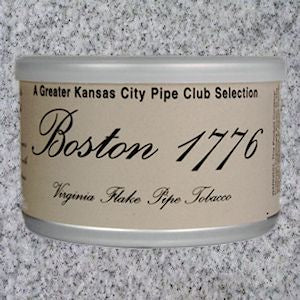 A Greater Kansas City Pipe Club Selection
Boston 1776
Virginia Flake Pipe Tobacco